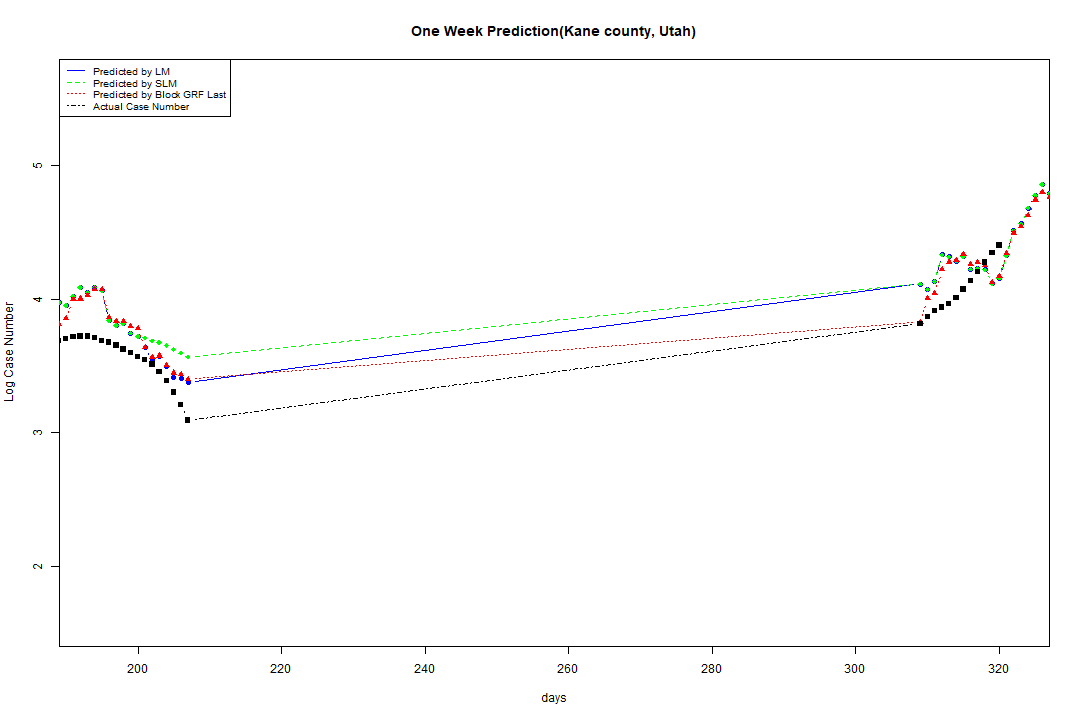 One Week Prediction(Kane county, Utah)
Predicted by LM
Predicted by SLM
Predicted by Block GRF Last
Actual Case Number
5
4
3
2
Log Case Number
200 220 240 260 280 300 320
days